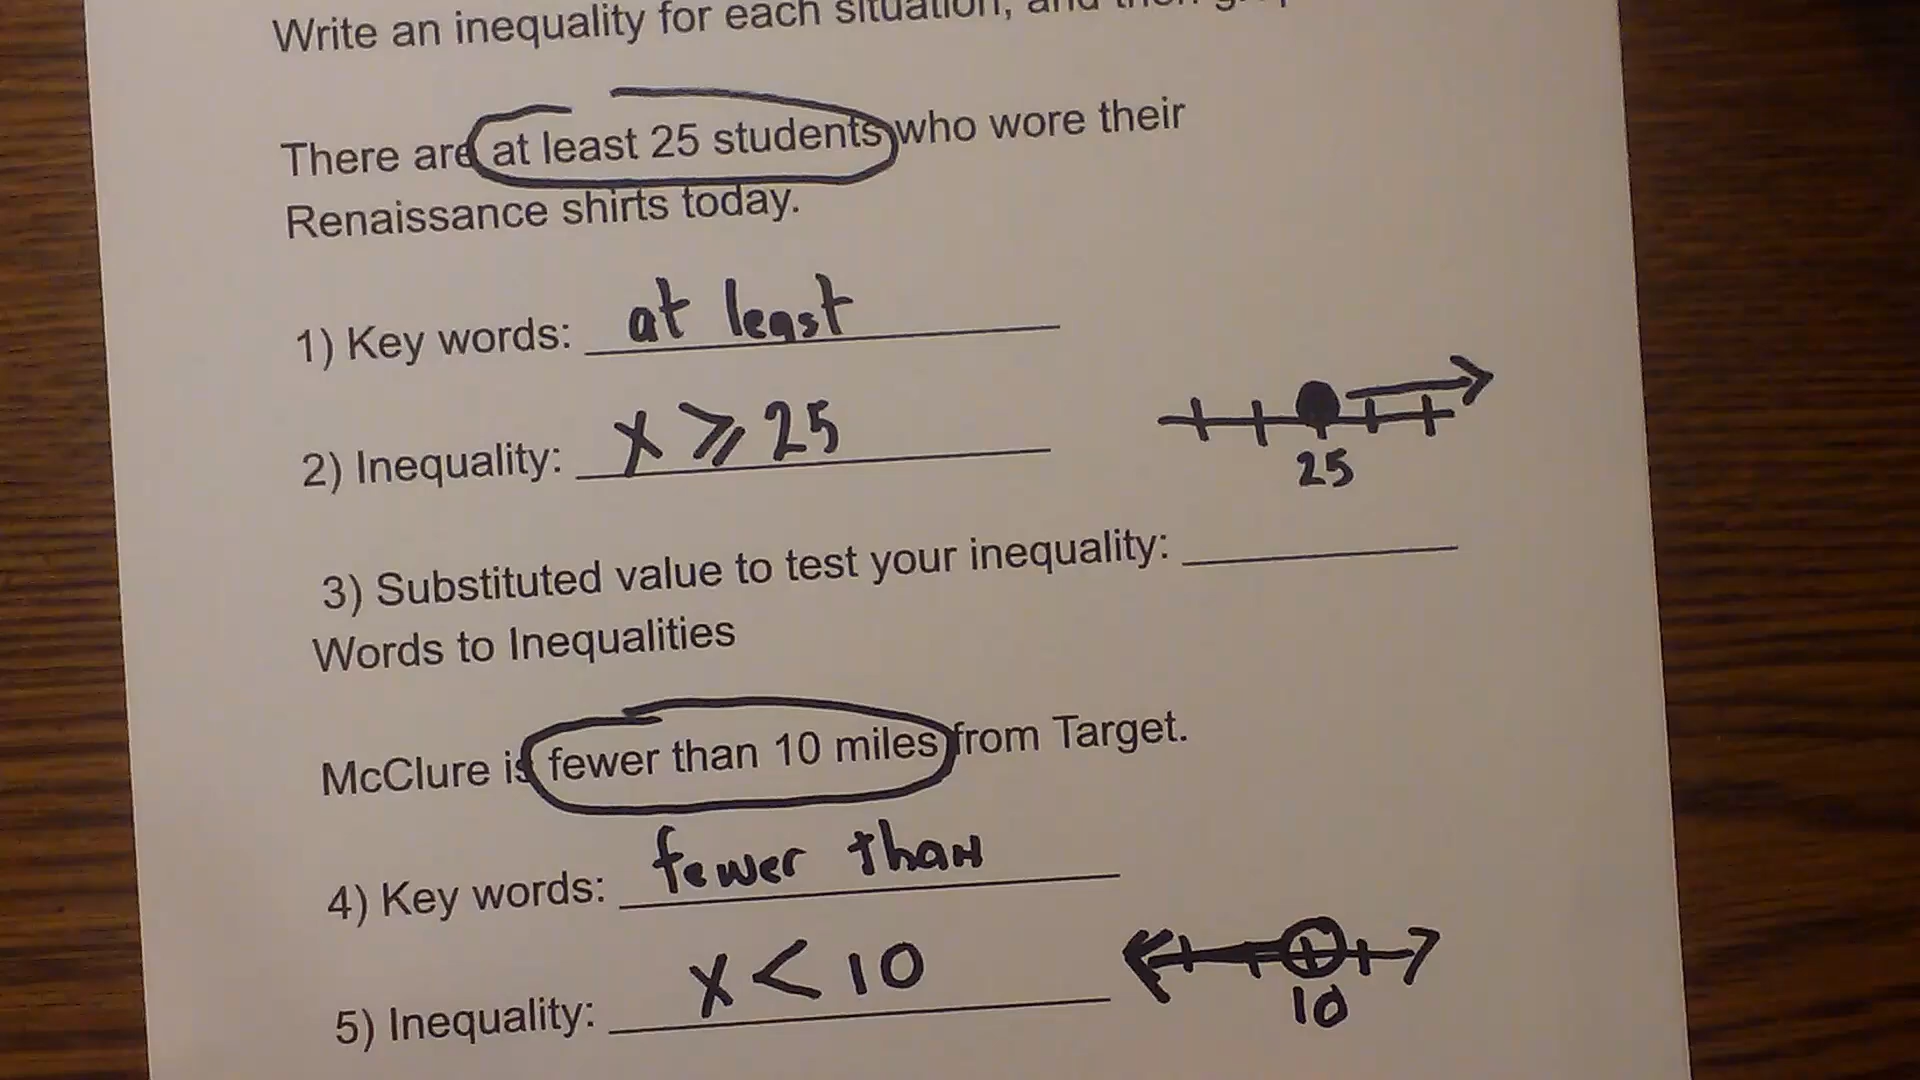 Write an inequality for each situation, and then
There are at least 25 students who wore their
Renaissance shirts today.
1) Key words: at least
2) Inequality: x ⩾ 25
25
3) Substituted value to test your inequality:
Words to Inequalities
McClure is fewer than 10 miles from Target.
4) Key words: fewer than
5) Inequality: x < 10
10